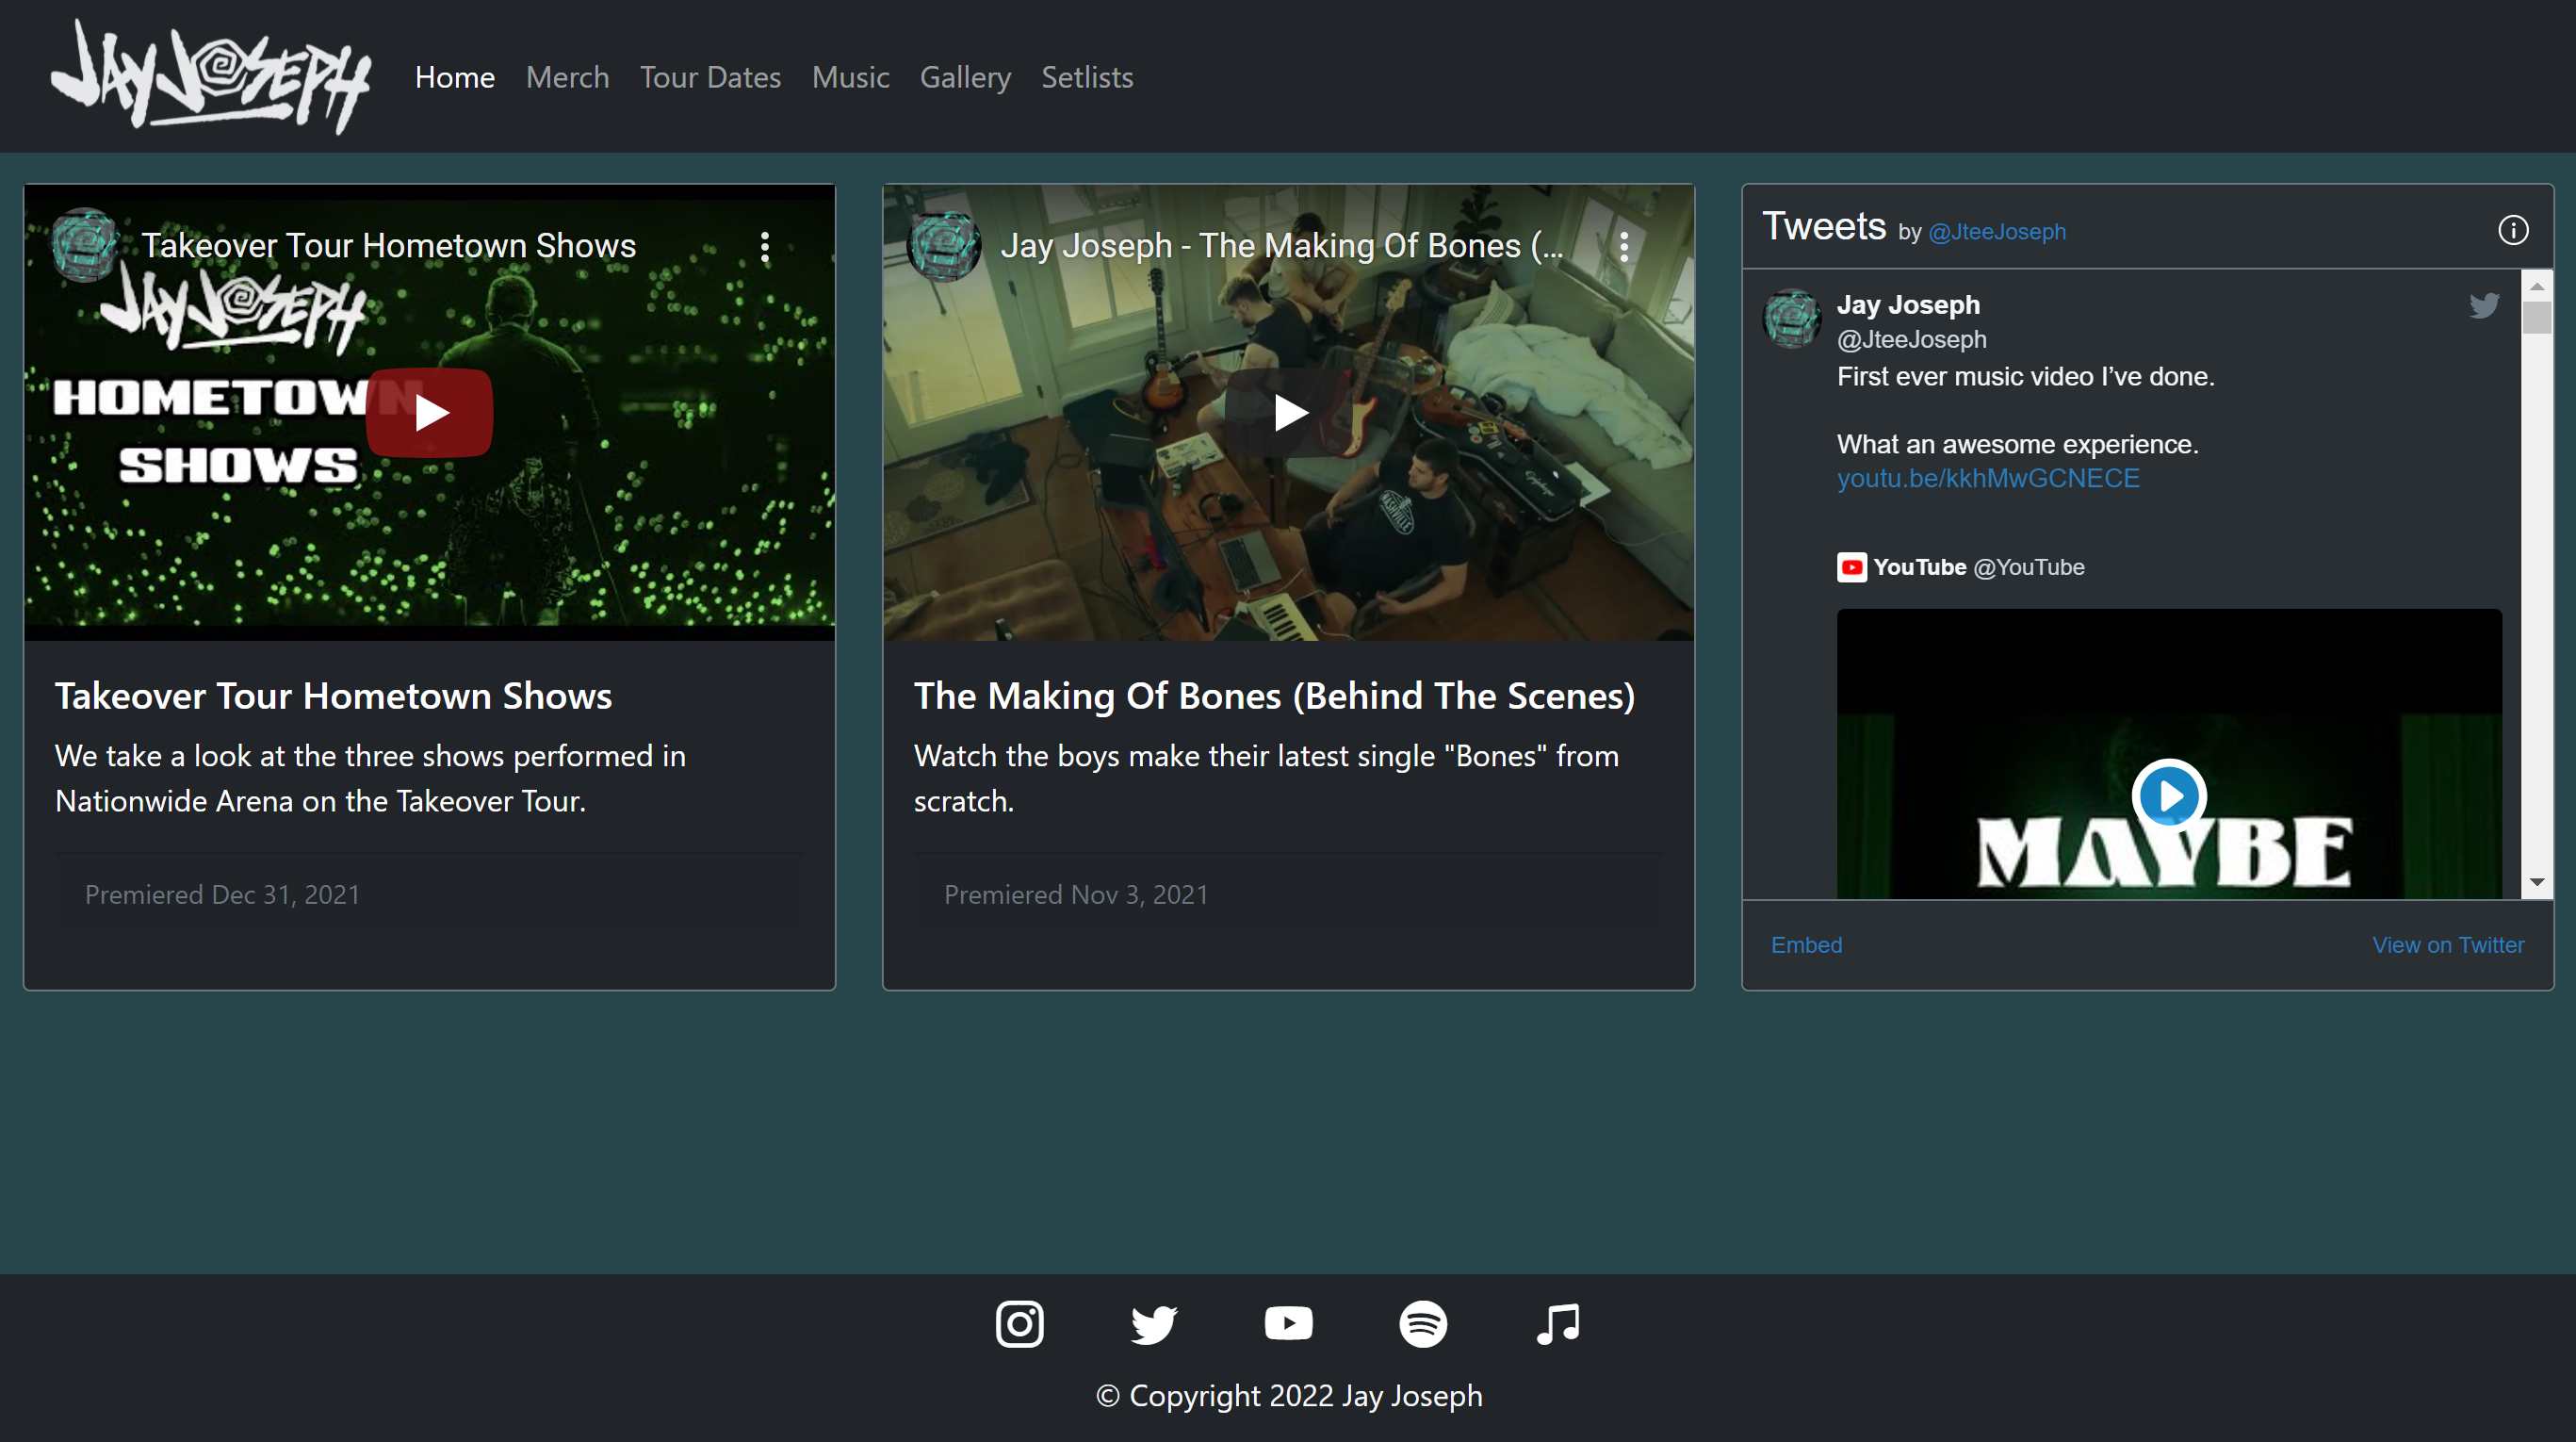 JAY JOSEPH
Home Merch Tour Dates Music Gallery Setlists
Takeover Tour Hometown Shows
JAY JOSEPH
HOMETOWN
SHOWS
Takeover Tour Hometown Shows
We take a look at the three shows performed in
Nationwide Arena on the Takeover Tour.
Premiered Dec 31, 2021
Jay Joseph - The Making Of Bones (...
NASHVILLE
Epiphone
The Making Of Bones (Behind The Scenes)
Watch the boys make their latest single "Bones" from
scratch.
Premiered Nov 3, 2021
Tweets by @JteeJoseph
Jay Joseph
@JteeJoseph
First ever music video I’ve done.
What an awesome experience.
youtu.be/kkhMwGCNECE
YouTube @YouTube
MAYBE
Embed
View on Twitter
© Copyright 2022 Jay Joseph